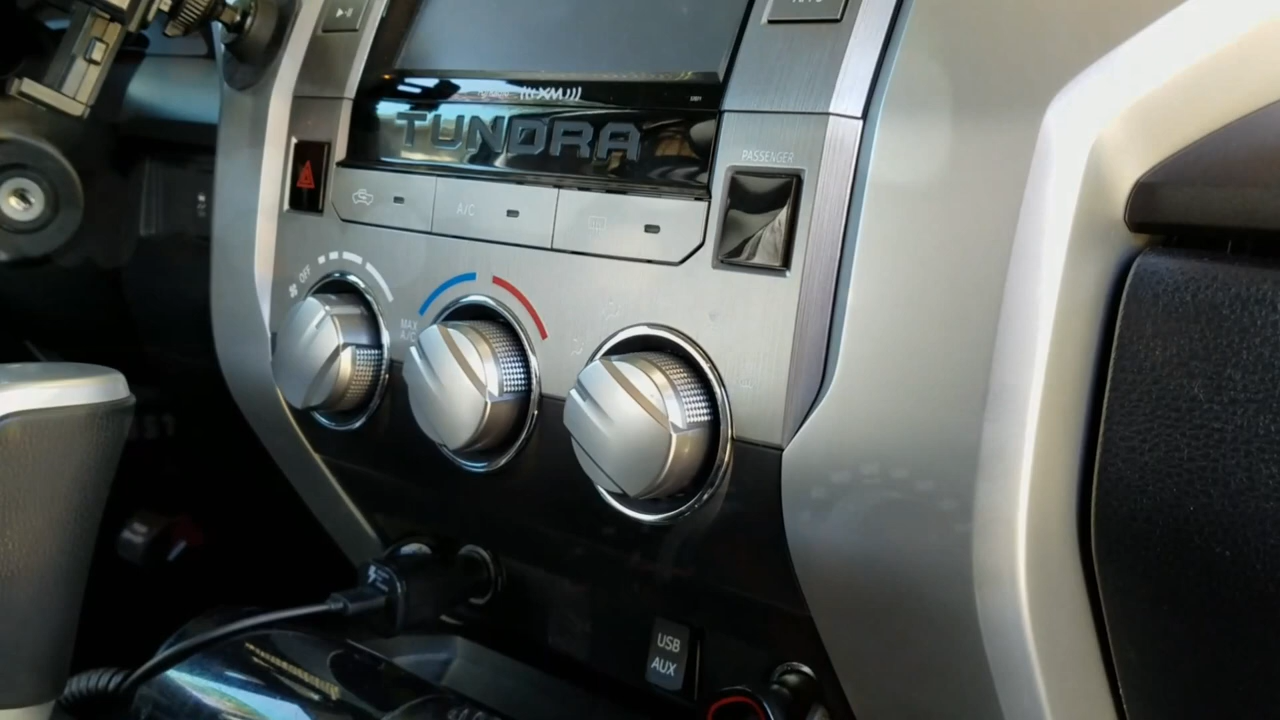 XM
TUNDRA
PASSENGER
A/C
OFF
MAX
A/C
USB
AUX